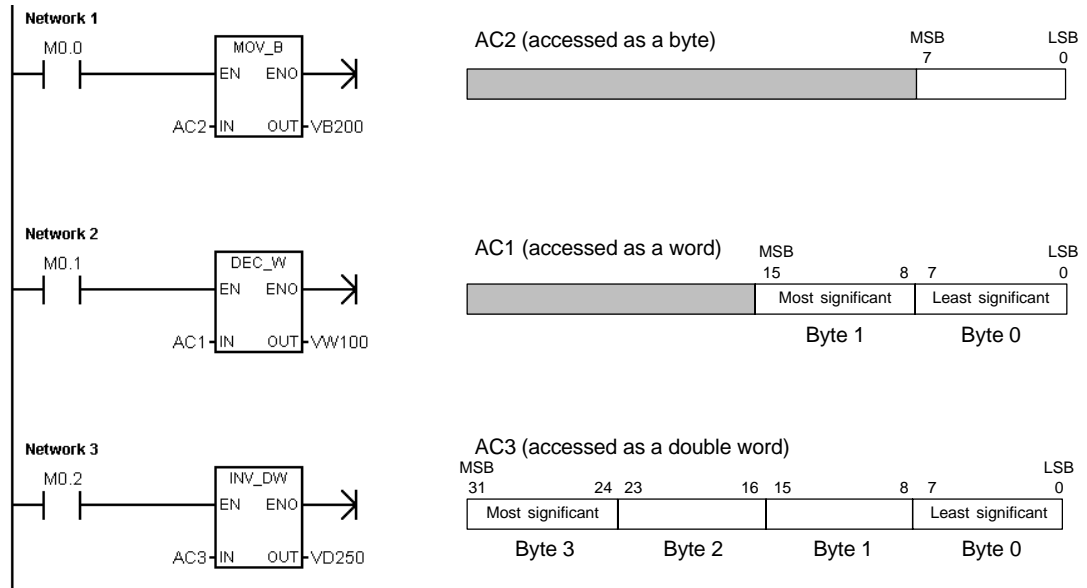 Network 1
M0.0
MOV_B
EN ENO
AC2 IN OUT VB200
AC2 (accessed as a byte)
MSB LSB
7 0
Network 2
M0.1
DEC_W
EN ENO
AC1 IN OUT VW100
AC1 (accessed as a word)
MSB LSB
15 8 7 0
Most significant Least significant
Byte 1 Byte 0
Network 3
M0.2
INV_DW
EN ENO
AC3 IN OUT VD250
AC3 (accessed as a double word)
MSB LSB
31 24 23 16 15 8 7 0
Most significant Least significant
Byte 3 Byte 2 Byte 1 Byte 0